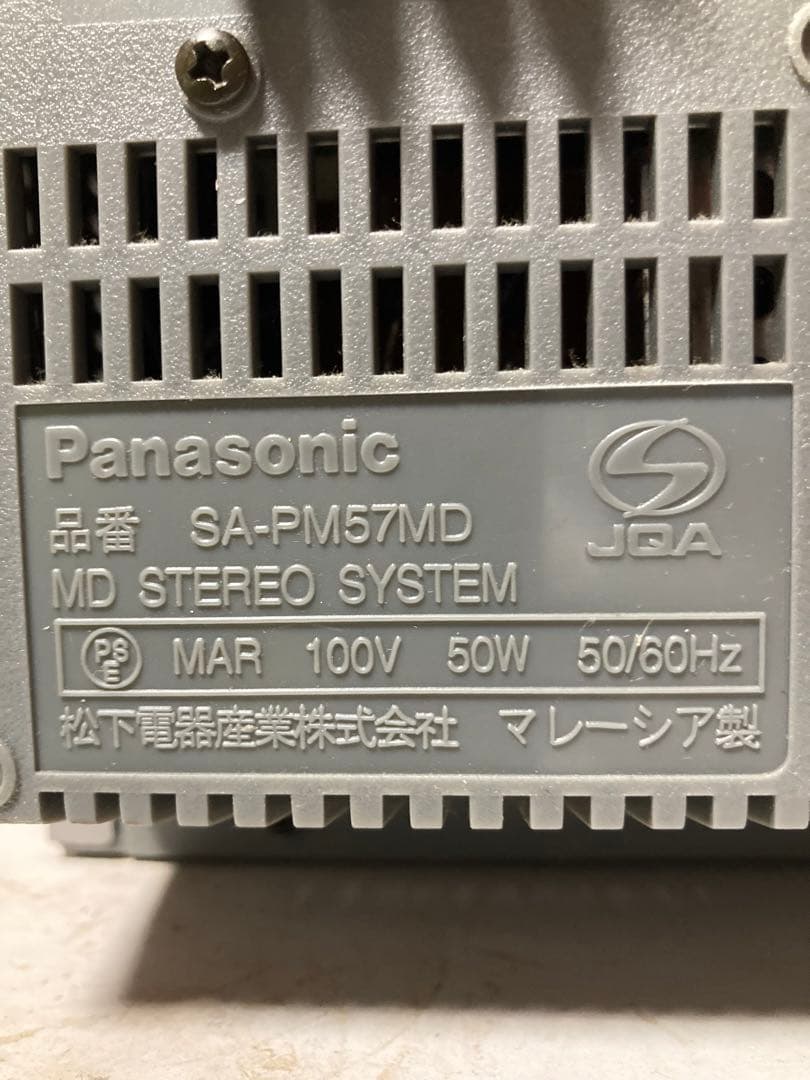 Panasonic
JQA
品番 SA-PM57MD
MD STEREO SYSTEM
PS E MAR 100V 50W 50/60Hz
松下電器産業株式会社 マレーシア製